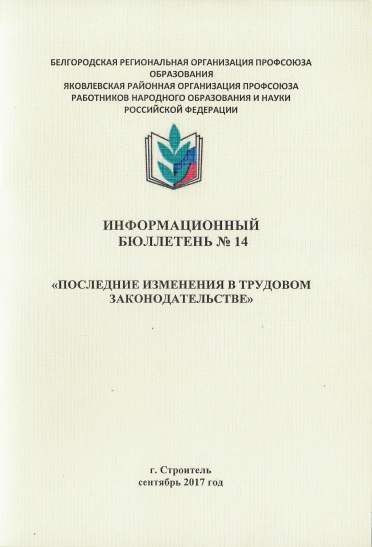 БЕЛГОРОДСКАЯ РЕГИОНАЛЬНАЯ ОРГАНИЗАЦИЯ ПРОФСОЮЗА
ОБРАЗОВАНИЯ
ЯКОВЛЕВСКАЯ РАЙОННАЯ ОРГАНИЗАЦИЯ ПРОФСОЮЗА
РАБОТНИКОВ НАРОДНОГО ОБРАЗОВАНИЯ И НАУКИ
РОССИЙСКОЙ ФЕДЕРАЦИИ
ИНФОРМАЦИОННЫЙ
БЮЛЛЕТЕНЬ № 14
«ПОСЛЕДНИЕ ИЗМЕНЕНИЯ В ТРУДОВОМ
ЗАКОНОДАТЕЛЬСТВЕ»
г. Строитель
сентябрь 2017 год